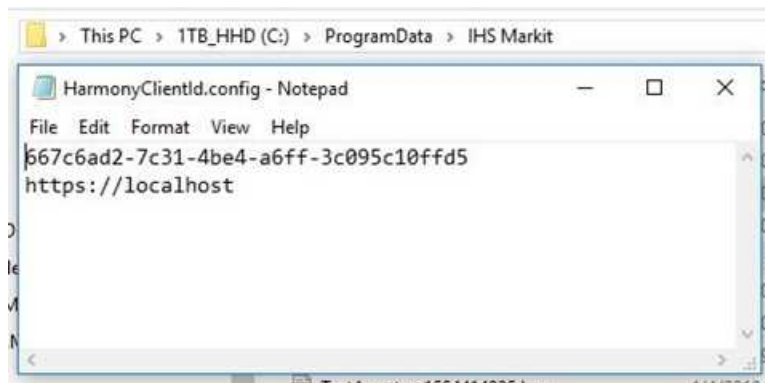 This PC > 1TB_HHD (C:) > ProgramData > IHS Markit
HarmonyClientId.config - Notepad
File Edit Format View Help
667c6ad2-7c31-4be4-a6ff-3c095c10ffd5
https://localhost